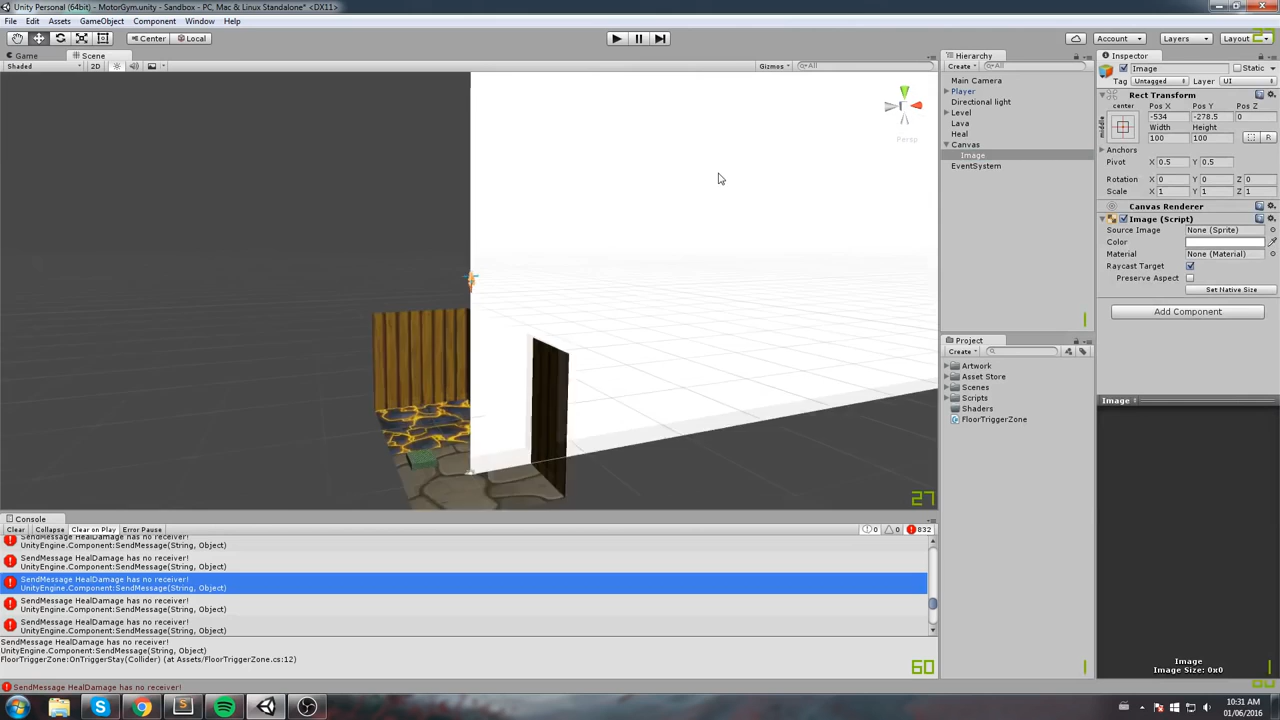 Unity Personal (64bit) - MotorGym.unity - Sandbox - PC, Mac & Linux Standalone* <DX11>
File Edit Assets GameObject Component Window Help
Center Local Account Layers Layout 27
Game Scene
Shaded 2D Gizmos All
Persp
27
Hierarchy
Create All
Main Camera
Player
Directional light
Level
Lava
Heal
Canvas
Image
EventSystem
Inspector
Image Static
Tag Untagged Layer UI
Rect Transform
center Pos X Pos Y Pos Z
middle -534 -278.5 0
Width Height
100 100 R
Anchors
Pivot X 0.5 Y 0.5
Rotation X 0 Y 0 Z 0
Scale X 1 Y 1 Z 1
Canvas Renderer
Image (Script)
Source Image None (Sprite)
Color
Material None (Material)
Raycast Target
Preserve Aspect
Set Native Size
Add Component
Project
Create
Artwork
Asset Store
Scenes
Scripts
Shaders
FloorTriggerZone
Image
Image
Image Size: 0x0
Console
Clear Collapse Clear on Play Error Pause 0 0 832
SendMessage HealDamage has no receiver!
UnityEngine.Component:SendMessage(String, Object)
SendMessage HealDamage has no receiver!
UnityEngine.Component:SendMessage(String, Object)
SendMessage HealDamage has no receiver!
UnityEngine.Component:SendMessage(String, Object)
SendMessage HealDamage has no receiver!
UnityEngine.Component:SendMessage(String, Object)
SendMessage HealDamage has no receiver!
UnityEngine.Component:SendMessage(String, Object)
SendMessage HealDamage has no receiver!
UnityEngine.Component:SendMessage(String, Object)
FloorTriggerZone:OnTriggerStay(Collider) (at Assets/FloorTriggerZone.cs:12)
60
SendMessage HealDamage has no receiver!
10:31 AM
01/06/2016